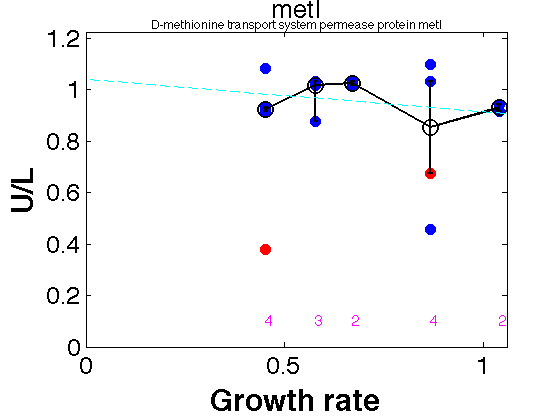 metI
D-methionine transport system permease protein metI
1.2
1
0.8
0.6
0.4
0.2
0
U/L
4 3 2 4 2
0 0.5 1
Growth rate